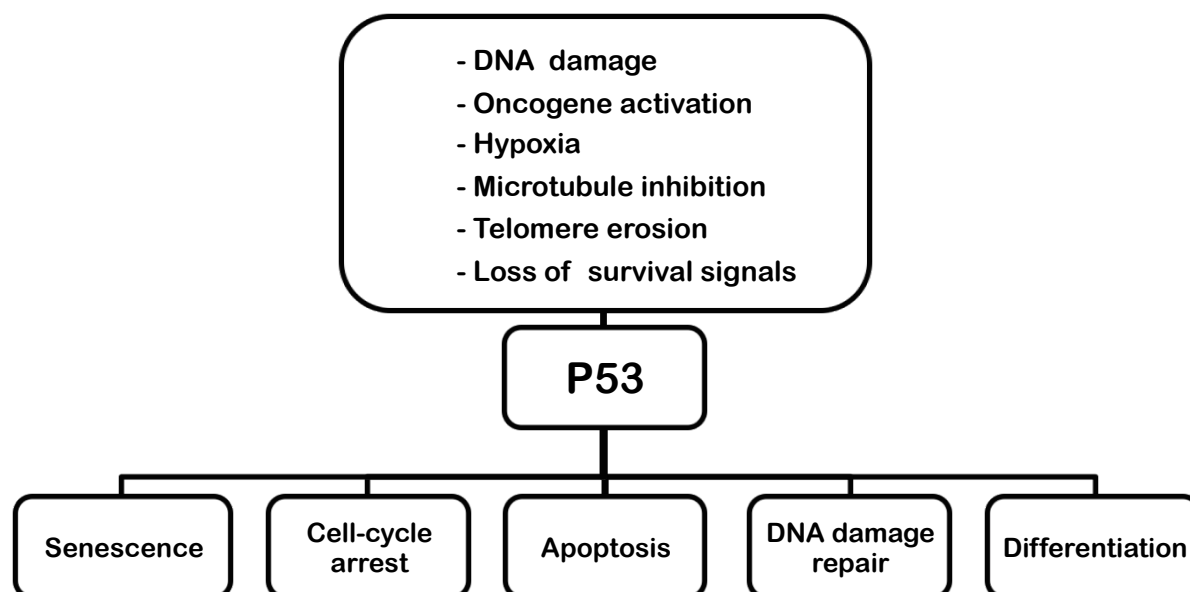 - DNA damage
- Oncogene activation
- Hypoxia
- Microtubule inhibition
- Telomere erosion
- Loss of survival signals
P53
Senescence
Cell-cycle
arrest
Apoptosis
DNA damage
repair
Differentiation